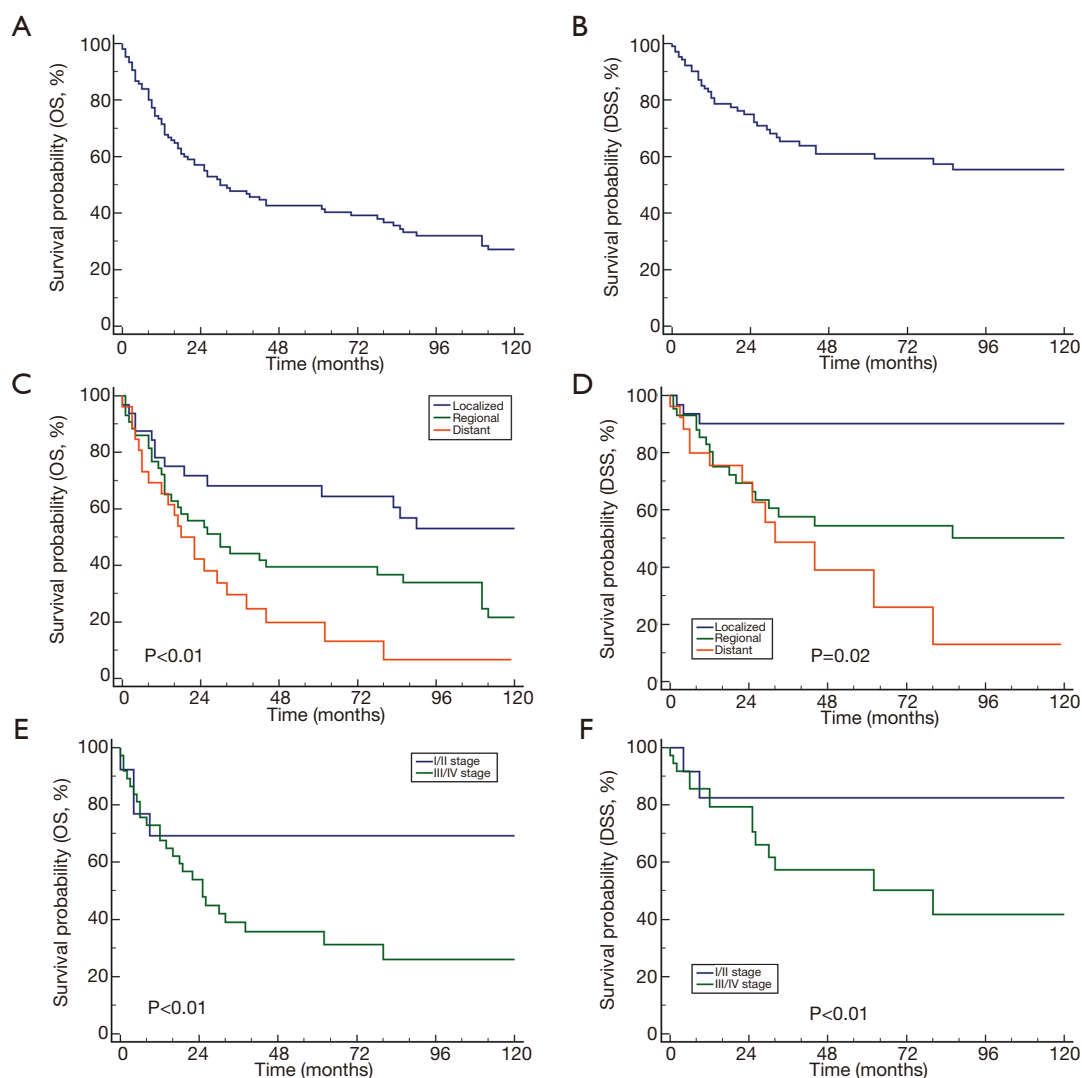 A
Survival probability (OS, %)
100
80
60
40
20
0
0 24 48 72 96 120
Time (months)
B
Survival probability (DSS, %)
100
80
60
40
20
0
0 24 48 72 96 120
Time (months)
C
Survival probability (OS, %)
100
80
60
40
20
0
Localized
Regional
Distant
P<0.01
0 24 48 72 96 120
Time (months)
D
Survival probability (DSS, %)
100
80
60
40
20
0
Localized
Regional
Distant
P=0.02
0 24 48 72 96 120
Time (months)
E
Survival probability (OS, %)
100
80
60
40
20
0
I/II stage
III/IV stage
P<0.01
0 24 48 72 96 120
Time (months)
F
Survival probability (DSS, %)
100
80
60
40
20
0
I/II stage
III/IV stage
P<0.01
0 24 48 72 96 120
Time (months)